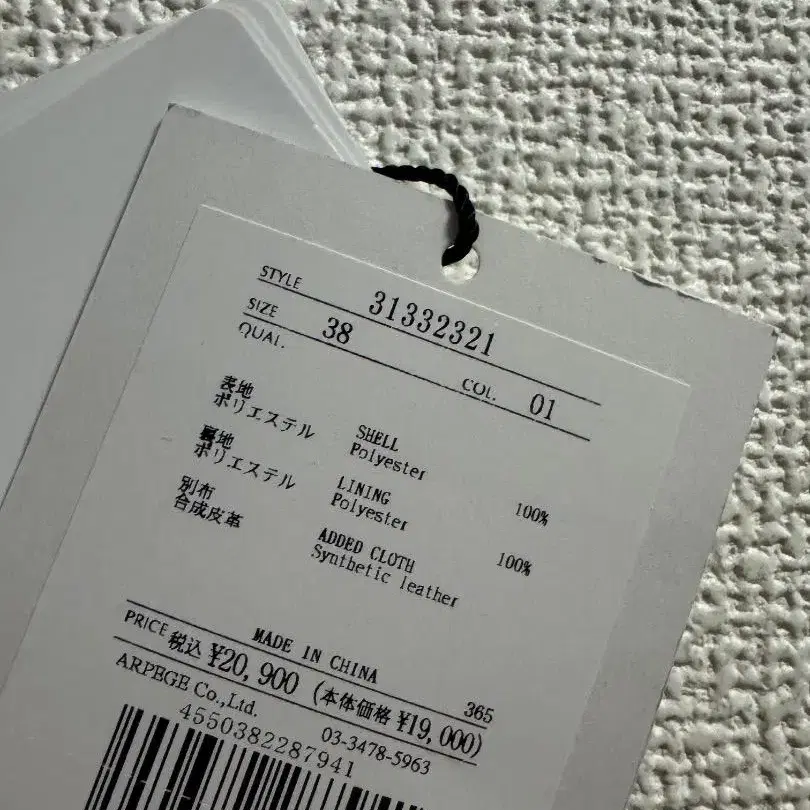 STYLE 31332321
SIZE 38 COL. 01
QUAL.
表地 SHELL
ポリエステル Polyester 100%
裏地 LINING
ポリエステル Polyester 100%
別布 ADDED CLOTH
合成皮革 Synthetic leather
MADE IN CHINA 365
PRICE 税込 ¥20,900 (本体価格 ¥19,000)
ARPEGE Co.,Ltd. 03-3478-5963
4550382287941